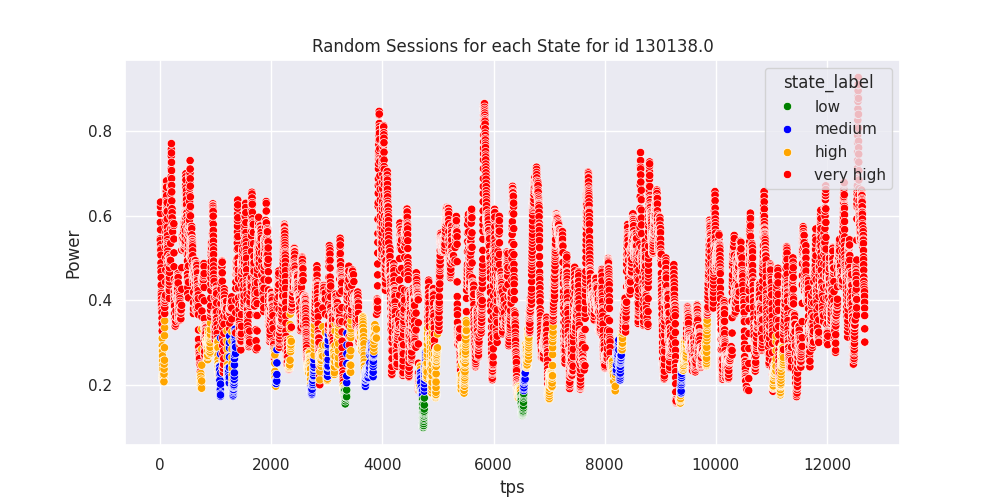 Random Sessions for each State for id 130138.0
state_label
low
medium
high
very high
Power
0.8
0.6
0.4
0.2
0 2000 4000 6000 8000 10000 12000
tps